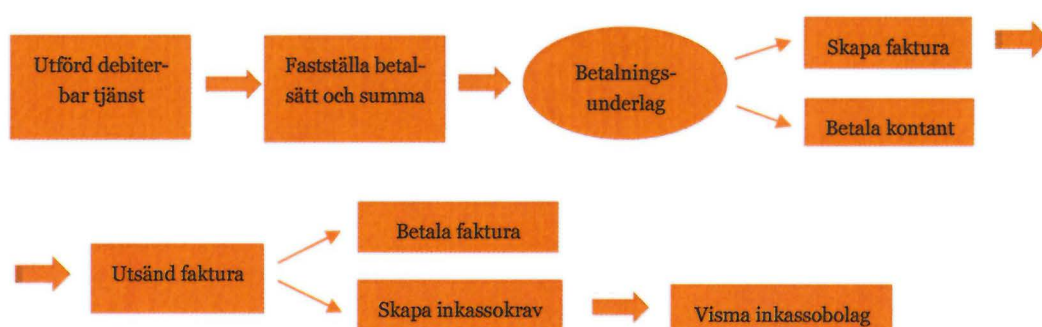 Utförd debiter-
bar tjänst
Fastställa betal-
sätt och summa
Betalnings-
underlag
Skapa faktura
Betala kontant
Utsänd faktura
Betala faktura
Skapa inkassokrav
Visma inkassobolag